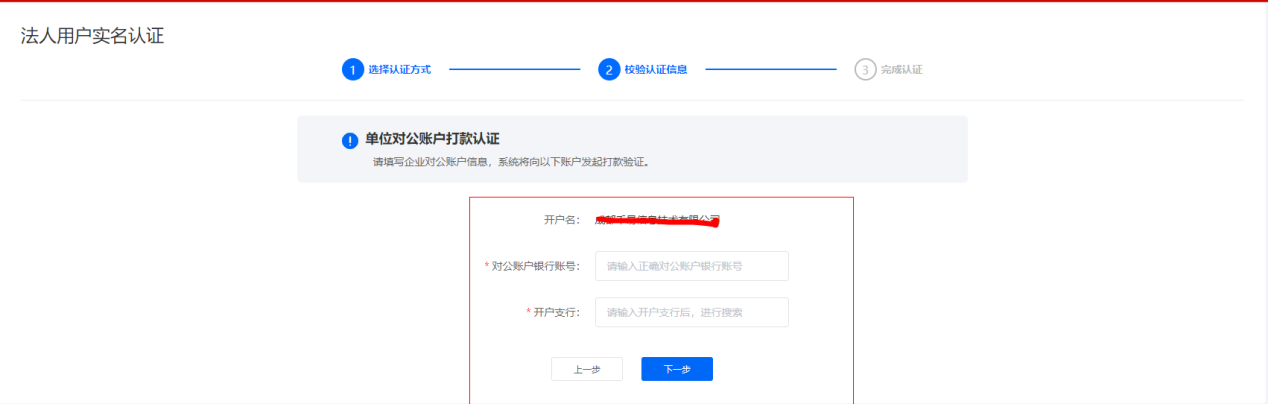 法人用户实名认证
1 选择认证方式 2 校验认证信息 3 完成认证
! 单位对公账户打款认证
请填写企业对公账户信息，系统将向以下账户发起打款验证。
开户名：
* 对公账户银行账号： 请输入正确对公账户银行账号
* 开户支行： 请输入开户支行后，进行搜索
上一步 下一步